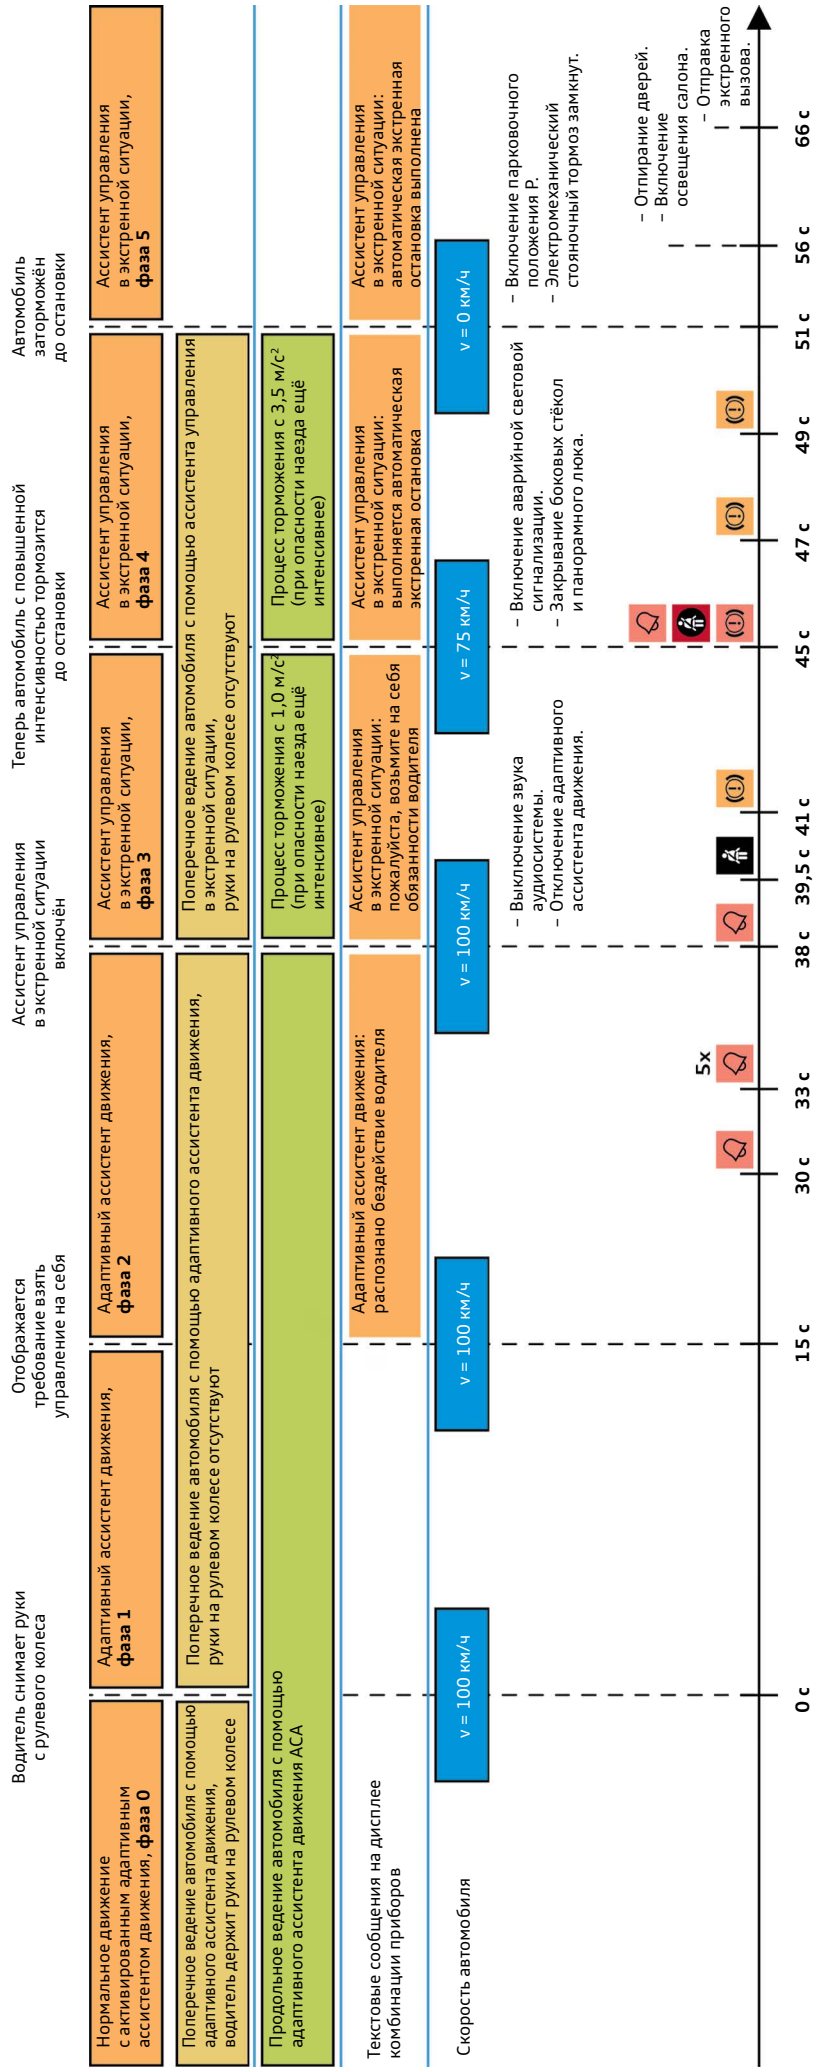 Водитель снимает руки
с рулевого колеса
Отображается
требование взять
управление на себя
Ассистент управления
в экстренной ситуации
включён
Теперь автомобиль с повышенной
интенсивностью тормозится
до остановки
Автомобиль
заторможён
до остановки
Нормальное движение
с активированным адаптивным
ассистентом движения, фаза 0
Адаптивный ассистент движения,
фаза 1
Адаптивный ассистент движения,
фаза 2
Ассистент управления
в экстренной ситуации,
фаза 3
Ассистент управления
в экстренной ситуации,
фаза 4
Ассистент управления
в экстренной ситуации,
фаза 5
Поперечное ведение автомобиля с помощью
адаптивного ассистента движения,
водитель держит руки на рулевом колесе
Поперечное ведение автомобиля с помощью адаптивного ассистента движения,
руки на рулевом колесе отсутствуют
Поперечное ведение автомобиля с помощью ассистента управления
в экстренной ситуации,
руки на рулевом колесе отсутствуют
Продольное ведение автомобиля с помощью
адаптивного ассистента движения ACA
Процесс торможения с 1,0 м/с²
(при опасности наезда ещё
интенсивнее)
Процесс торможения с 3,5 м/с²
(при опасности наезда ещё
интенсивнее)
Текстовые сообщения на дисплее
комбинации приборов
Адаптивный ассистент движения:
распознано бездействие водителя
Ассистент управления
в экстренной ситуации:
пожалуйста, возьмите на себя
обязанности водителя
Ассистент управления
в экстренной ситуации:
выполняется автоматическая
экстренная остановка
Ассистент управления
в экстренной ситуации:
автоматическая экстренная
остановка выполнена
Скорость автомобиля
v = 100 км/ч
v = 100 км/ч
v = 100 км/ч
v = 75 км/ч
v = 0 км/ч
– Выключение звука
аудиосистемы.
– Отключение адаптивного
ассистента движения.
– Включение аварийной световой
сигнализации.
– Закрывание боковых стёкол
и панорамного люка.
– Включение парковочного
положения P.
– Электромеханический
стояночный тормоз замкнут.
– Отпирание дверей.
– Включение
освещения салона.
– Отправка
экстренного
вызова.
5x
0 с
15 с
30 с
33 с
38 с
39,5 с
41 с
45 с
47 с
49 с
51 с
56 с
66 с